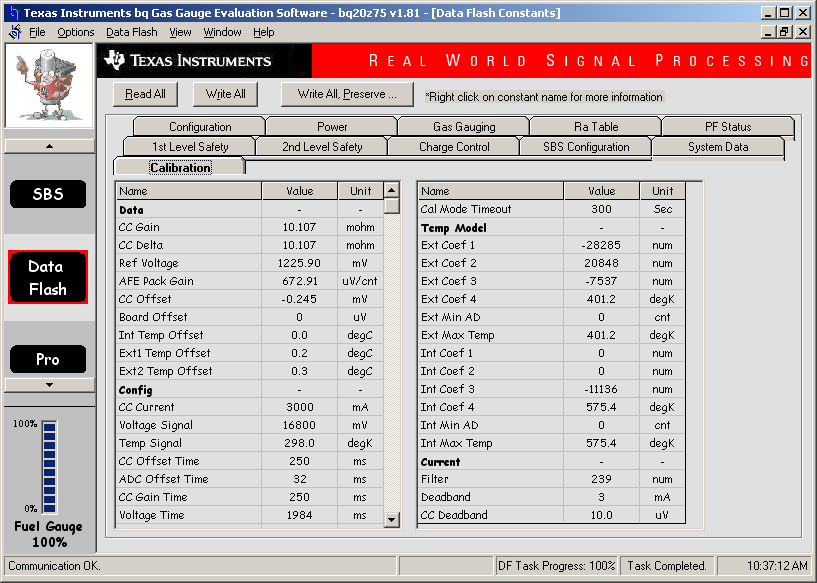 Texas Instruments bq Gas Gauge Evaluation Software - bq20z75 v1.81 - [Data Flash Constants]
File Options Data Flash View Window Help
TEXAS INSTRUMENTS REAL WORLD SIGNAL PROCESSING
Read All Write All Write All, Preserve ... *Right click on constant name for more information
Configuration Power Gas Gauging Ra Table PF Status
1st Level Safety 2nd Level Safety Charge Control SBS Configuration System Data
Calibration
SBS
Data
Flash
Pro
100%
0%
Fuel Gauge
100%
Name Value Unit
Data - -
CC Gain 10.107 mohm
CC Delta 10.107 mohm
Ref Voltage 1225.90 mV
AFE Pack Gain 672.91 uV/cnt
CC Offset -0.245 mV
Board Offset 0 uV
Int Temp Offset 0.0 degC
Ext1 Temp Offset 0.2 degC
Ext2 Temp Offset 0.3 degC
Config - -
CC Current 3000 mA
Voltage Signal 16800 mV
Temp Signal 298.0 degK
CC Offset Time 250 ms
ADC Offset Time 32 ms
CC Gain Time 250 ms
Voltage Time 1984 ms
Name Value Unit
Cal Mode Timeout 300 Sec
Temp Model - -
Ext Coef 1 -28285 num
Ext Coef 2 20848 num
Ext Coef 3 -7537 num
Ext Coef 4 401.2 degK
Ext Min AD 0 cnt
Ext Max Temp 401.2 degK
Int Coef 1 0 num
Int Coef 2 0 num
Int Coef 3 -11136 num
Int Coef 4 575.4 degK
Int Min AD 0 cnt
Int Max Temp 575.4 degK
Current - -
Filter 239 num
Deadband 3 mA
CC Deadband 10.0 uV
Communication OK. DF Task Progress: 100% Task Completed. 10:37:12 AM